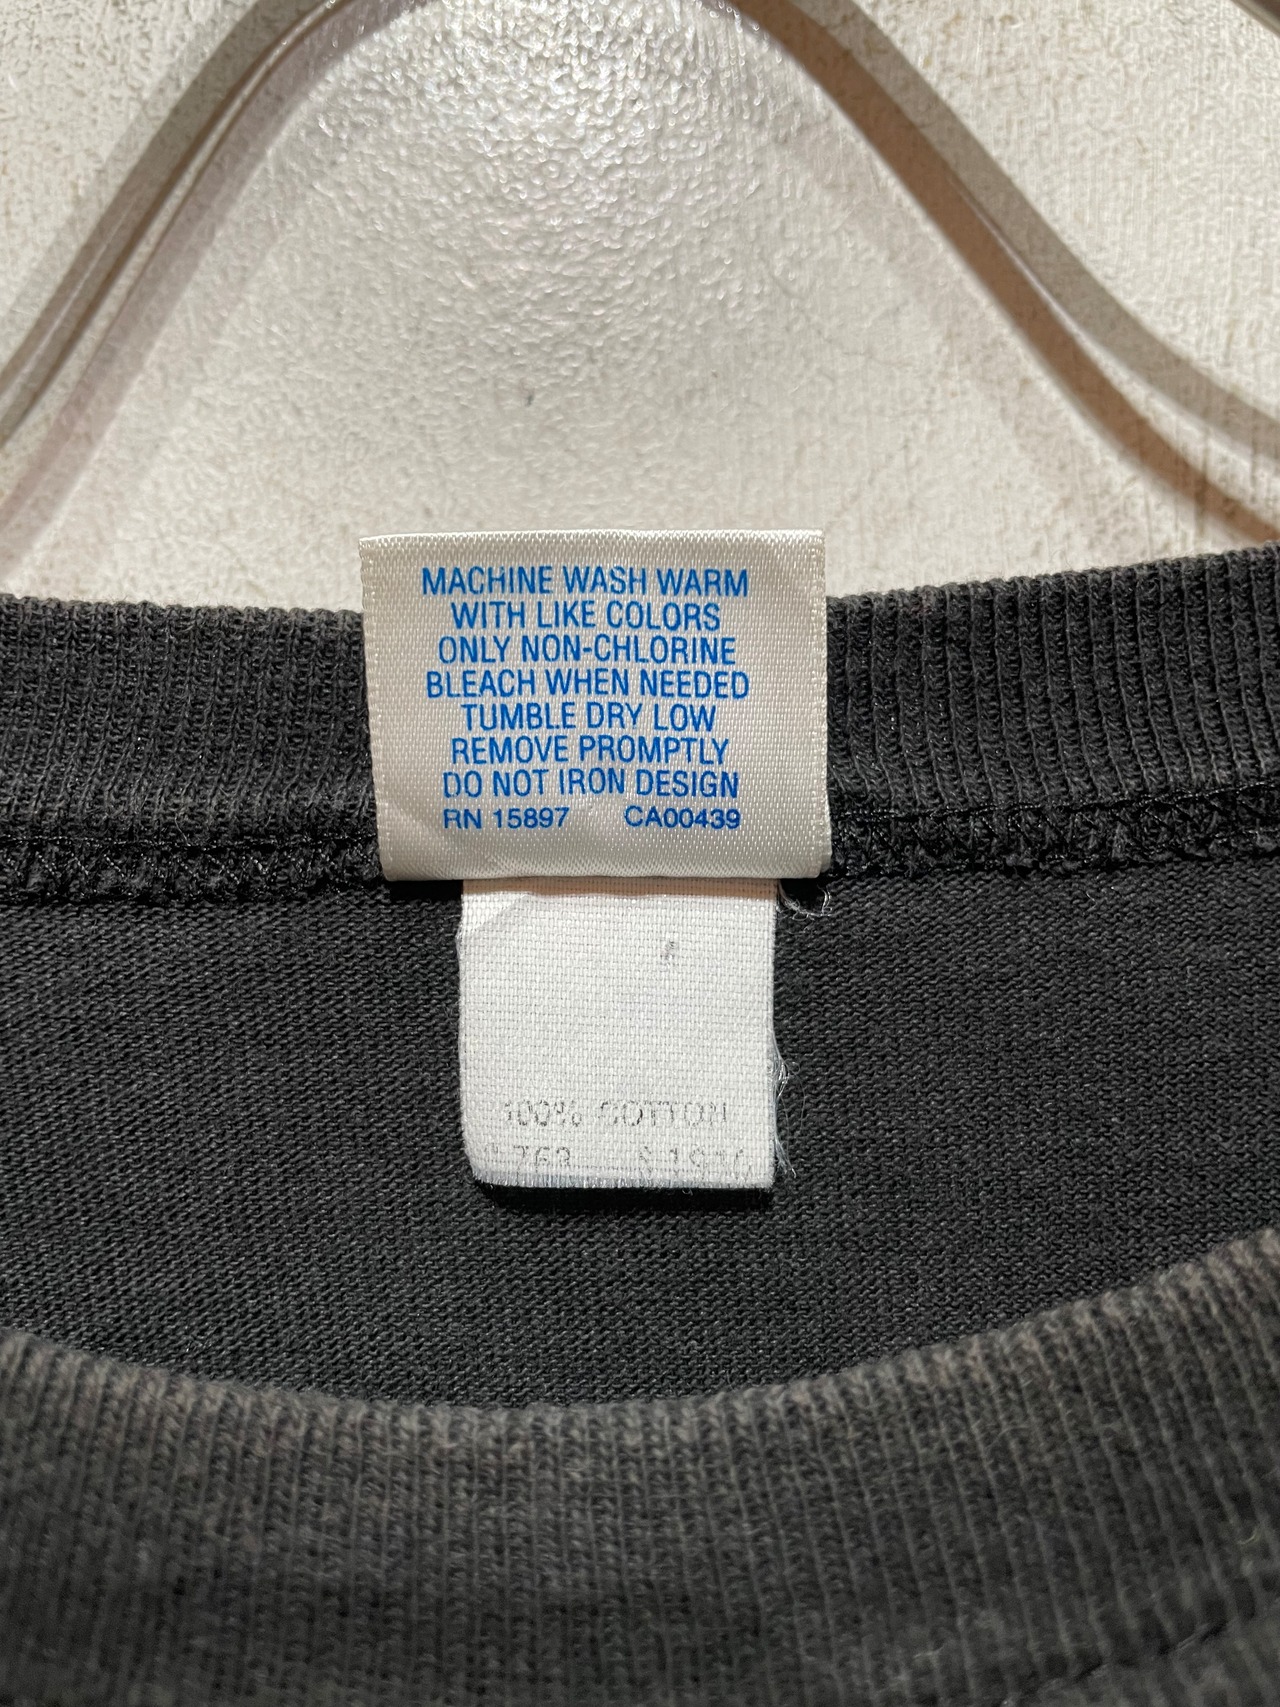 MACHINE WASH WARM
WITH LIKE COLORS
ONLY NON-CHLORINE
BLEACH WHEN NEEDED
TUMBLE DRY LOW
REMOVE PROMPTLY
DO NOT IRON DESIGN
RN 15897 CA00439
100% COTTON